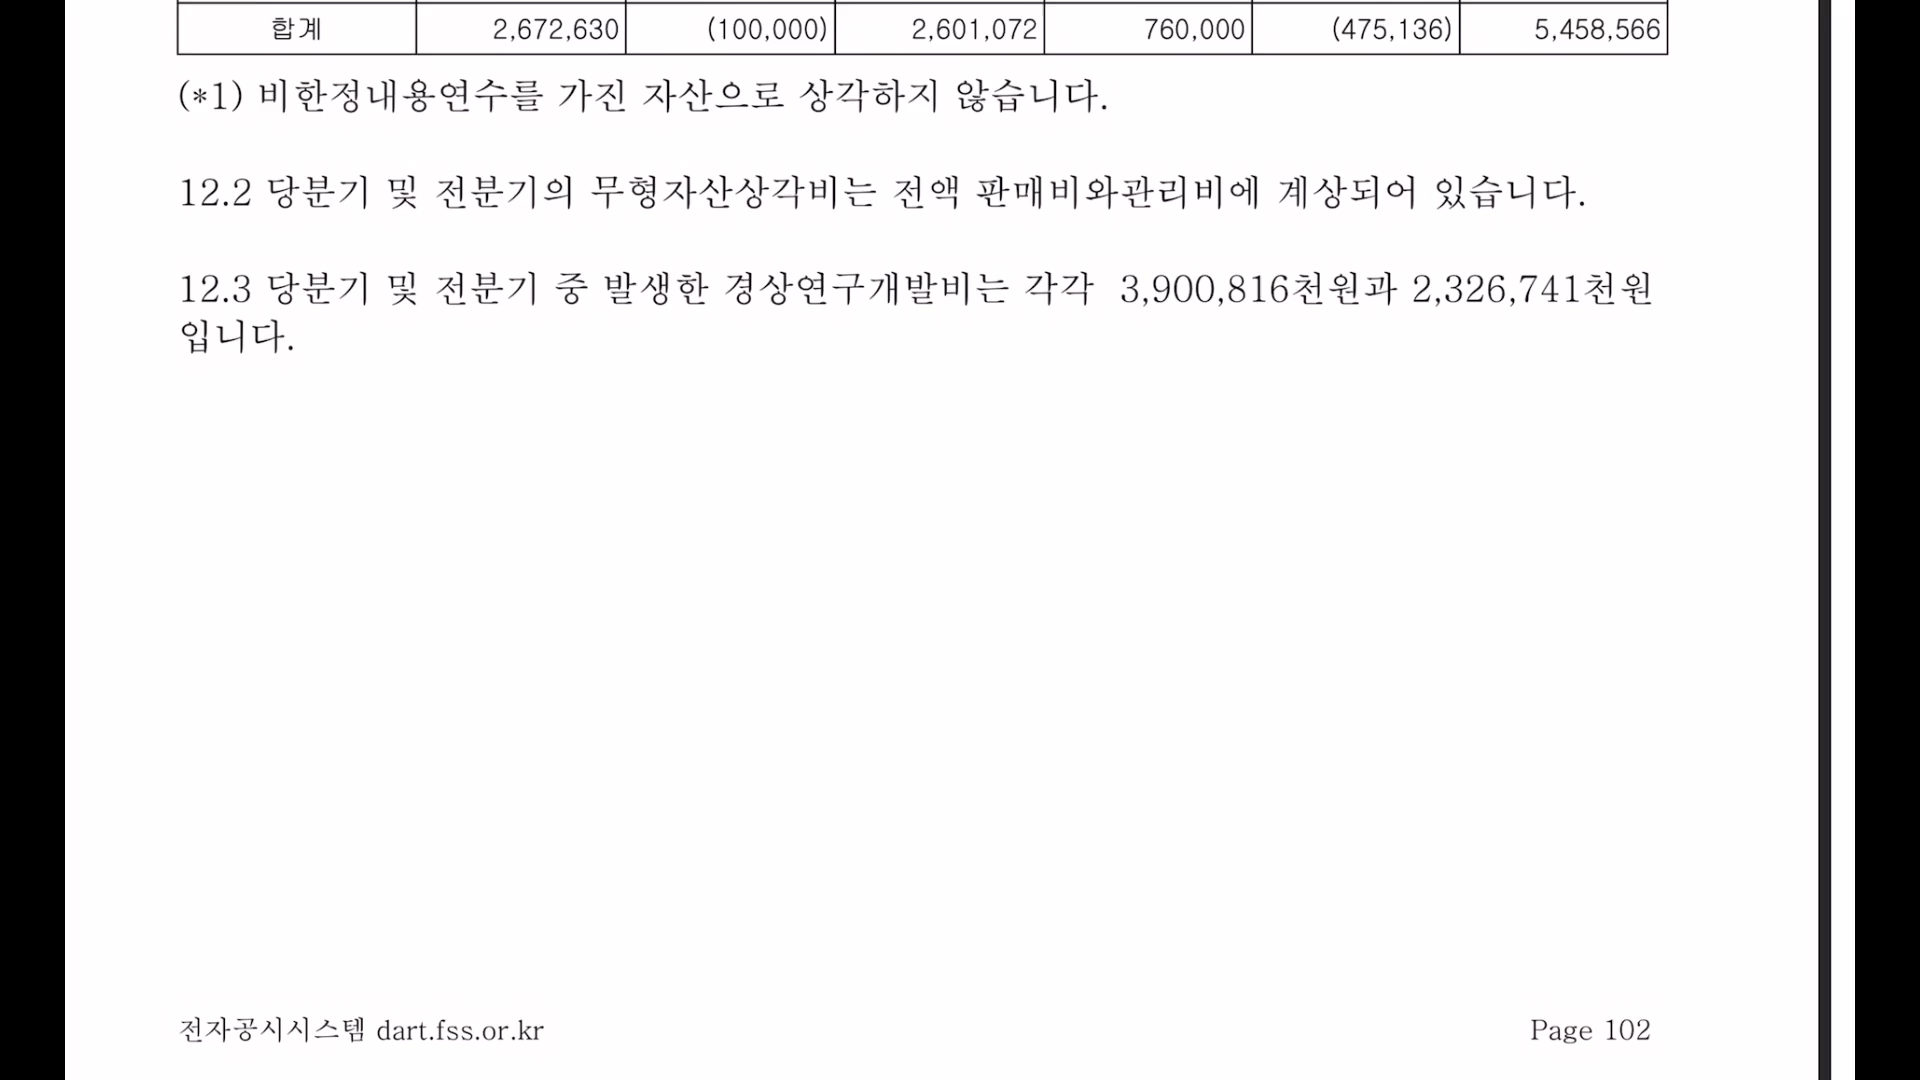 합계 2,672,630 (100,000) 2,601,072 760,000 (475,136) 5,458,566
(*1) 비한정내용연수를 가진 자산으로 상각하지 않습니다.
12.2 당분기 및 전분기의 무형자산상각비는 전액 판매비와관리비에 계상되어 있습니다.
12.3 당분기 및 전분기 중 발생한 경상연구개발비는 각각 3,900,816천원과 2,326,741천원
입니다.
전자공시시스템 dart.fss.or.kr Page 102